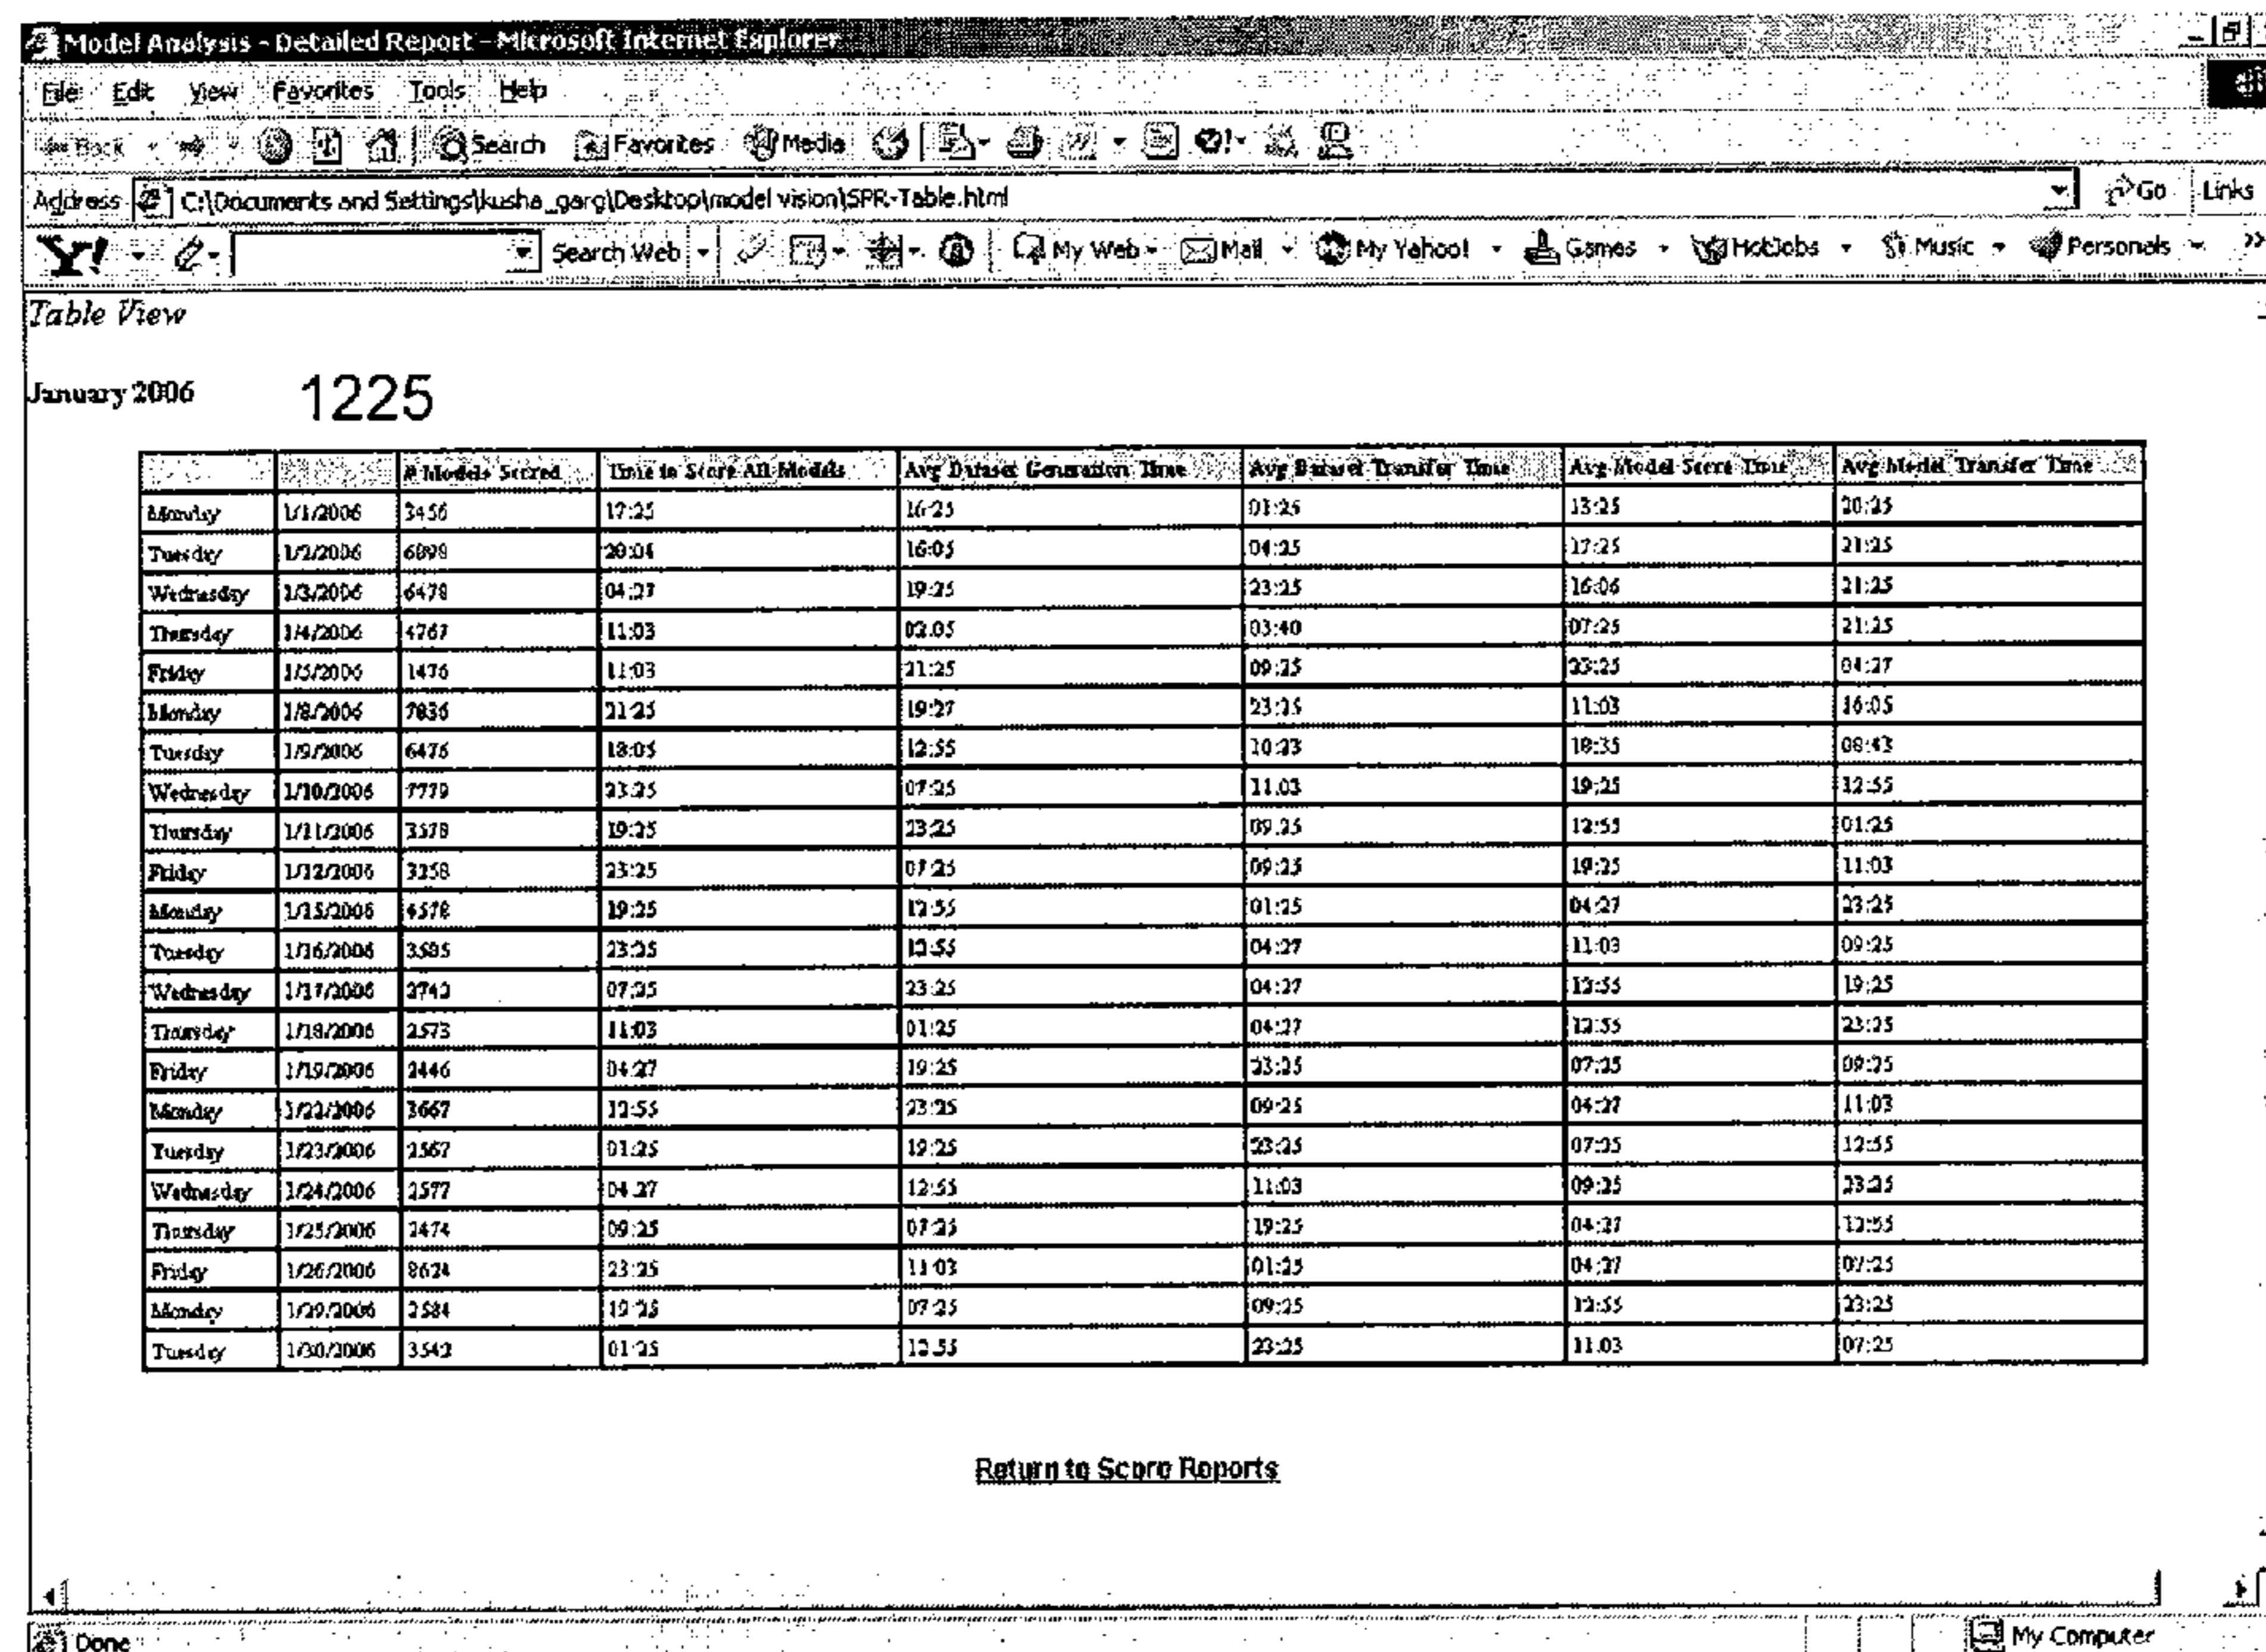 Model Analysis - Detailed Report - Microsoft Internet Explorer
File Edit View Favorites Tools Help
Back Search Favorites Media
Address C:\Documents and Settings\kusha_garg\Desktop\model vision\SPR-Table.html Go Links
Y! Search Web My Web Mail My Yahoo! Games HotJobs Music Personals »
Table View
January 2006 1225
# Models Scored Time to Score All Models Avg Dataset Generation Time Avg Dataset Transfer Time Avg Model Score Time Avg Model Transfer Time
Monday 1/1/2006 3456 17:25 16:25 01:25 13:25 20:25
Tuesday 1/2/2006 16:05 04:25 17:25 21:25
Wednesday 1/3/2006 6478 04:27 19:25 23:25 16:06 21:25
Thursday 1/4/2006 4767 11:03 03:40 07:25 21:25
Friday 1/5/2006 1476 11:03 21:25 09:25 23:25 04:27
Monday 1/8/2006 7836 21:25 19:27 23:25 11:03 16:05
Tuesday 1/9/2006 6476 18:05 12:55 10:23 18:35 08:43
Wednesday 1/10/2006 7779 23:25 07:25 11:03 19:25 12:55
Thursday 1/11/2006 3578 19:25 23:25 09:25 12:55 01:25
Friday 1/12/2006 3258 23:25 07:25 09:25 19:25 11:03
Monday 1/15/2006 4578 19:25 12:55 01:25 04:27 23:25
Tuesday 1/16/2006 23:25 12:55 04:27 11:03 09:25
Wednesday 1/17/2006 07:25 23:25 04:27 12:55 19:25
Thursday 1/18/2006 2573 11:03 01:25 04:27 12:55 23:25
Friday 1/19/2006 2446 04:27 19:25 23:25 07:25 09:25
Monday 1/22/2006 3667 12:55 23:25 09:25 04:27 11:03
Tuesday 1/23/2006 2567 01:25 19:25 23:25 07:25 12:55
Wednesday 1/24/2006 2577 04:27 12:55 11:03 09:25 23:25
Thursday 1/25/2006 2474 09:25 07:25 19:25 04:27 12:55
Friday 1/26/2006 23:25 11:03 01:25 04:27 07:25
Monday 1/29/2006 2584 19:25 07:25 09:25 12:55 23:25
Tuesday 1/30/2006 01:25 12:55 23:25 11:03 07:25
Return to Score Reports
Done My Computer